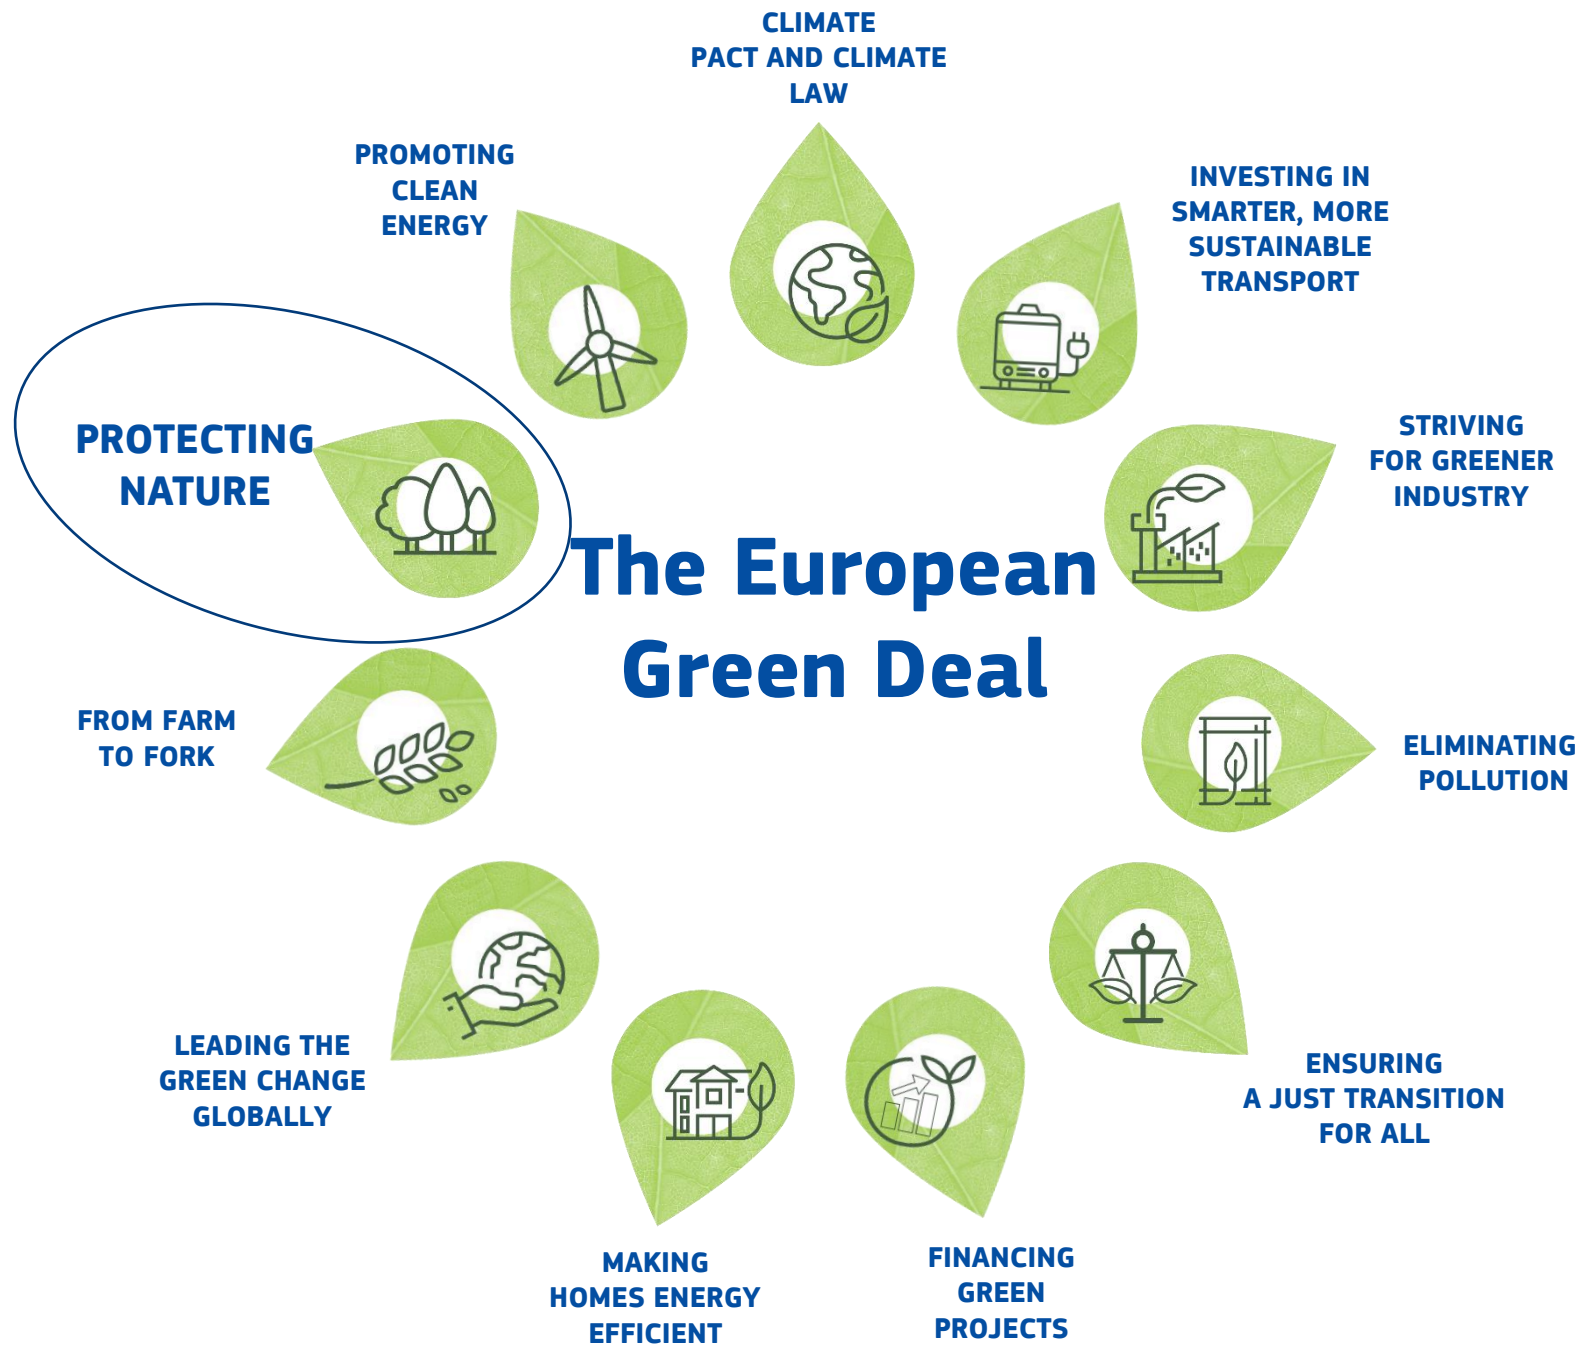 CLIMATE
PACT AND CLIMATE
LAW
PROMOTING
CLEAN
ENERGY
INVESTING IN
SMARTER, MORE
SUSTAINABLE
TRANSPORT
PROTECTING
NATURE
STRIVING
FOR GREENER
INDUSTRY
The European
Green Deal
FROM FARM
TO FORK
ELIMINATING
POLLUTION
LEADING THE
GREEN CHANGE
GLOBALLY
ENSURING
A JUST TRANSITION
FOR ALL
MAKING
HOMES ENERGY
EFFICIENT
FINANCING
GREEN
PROJECTS